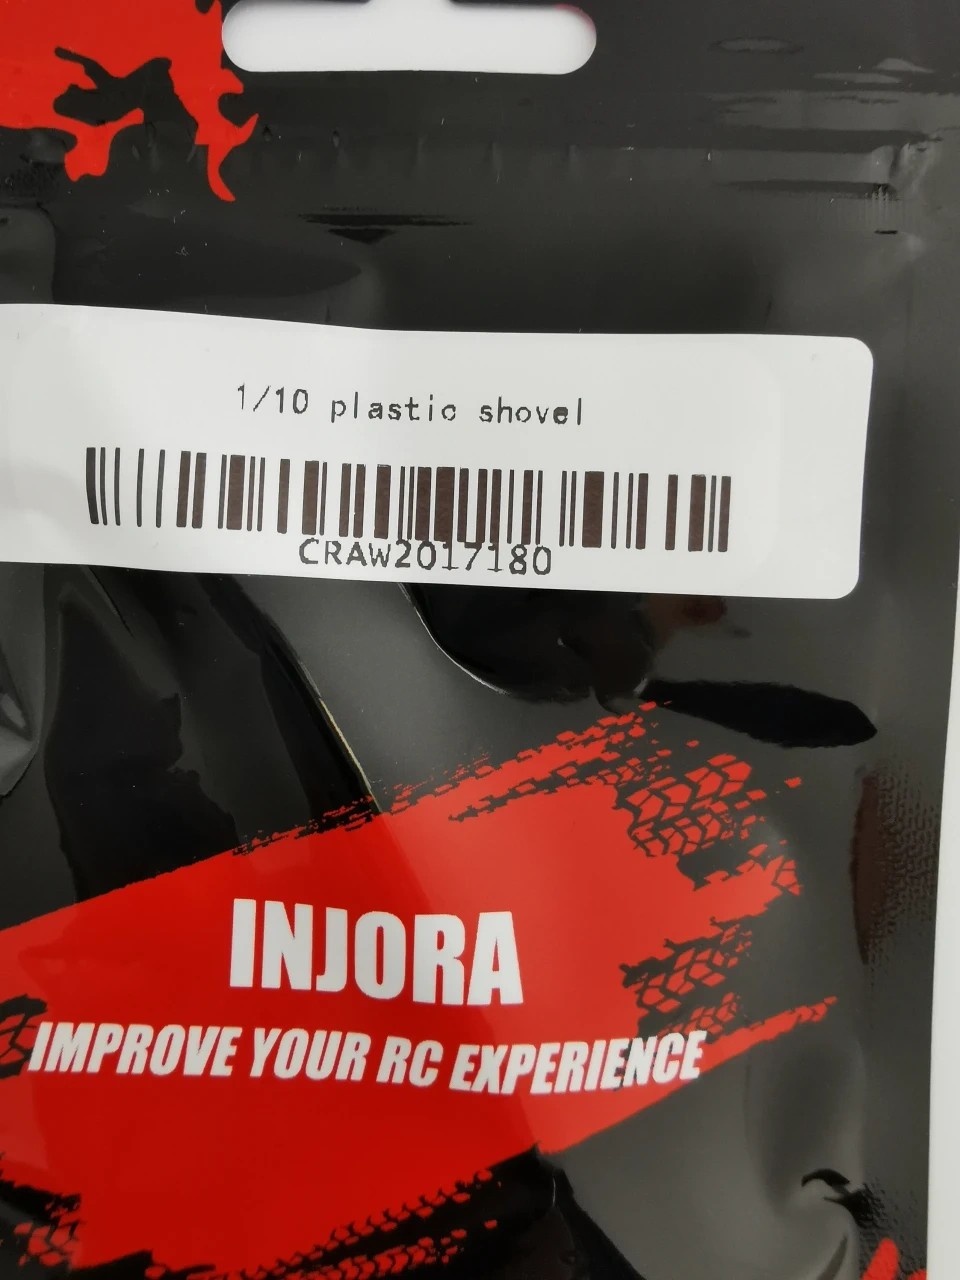 1/10 plastic shovel
CRAW2017180
INJORA
IMPROVE YOUR RC EXPERIENCE